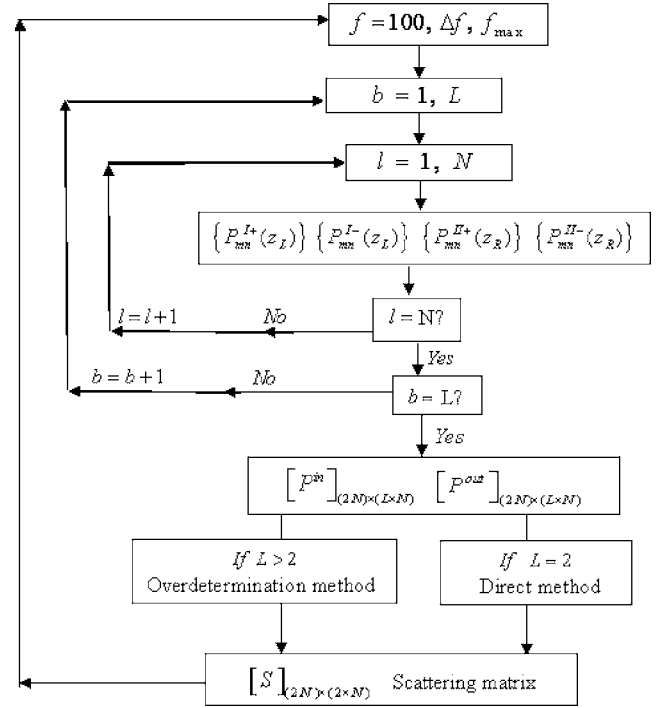 f = 100, Δf, f_max
b = 1, L
l = 1, N
{P_mn^{I+}(z_L)} {P_mn^{I-}(z_L)} {P_mn^{II+}(z_R)} {P_mn^{II-}(z_R)}
l = l+1 No l = N?
Yes
b = b+1 No b = L?
Yes
[P^{in}]_{(2N)×(L×N)} [P^{out}]_{(2N)×(L×N)}
If L > 2
Overdetermination method
If L = 2
Direct method
[S]_{(2N)×(2×N)} Scattering matrix